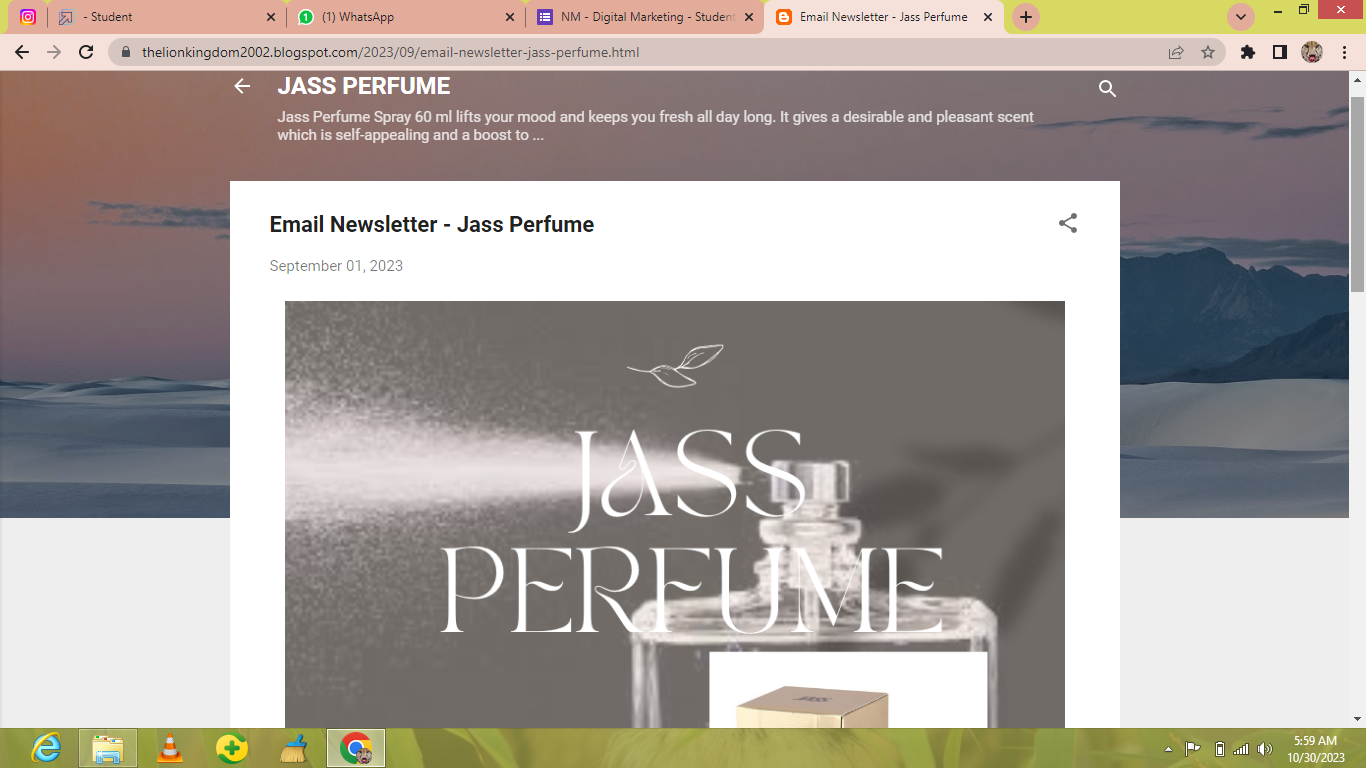 - Student
(1) WhatsApp
NM - Digital Marketing - Student
Email Newsletter - Jass Perfume
thelionkingdom2002.blogspot.com/2023/09/email-newsletter-jass-perfume.html
JASS PERFUME
Jass Perfume Spray 60 ml lifts your mood and keeps you fresh all day long. It gives a desirable and pleasant scent
which is self-appealing and a boost to ...
Email Newsletter - Jass Perfume
September 01, 2023
JASS
PERFUME
JASS
5:59 AM
10/30/2023